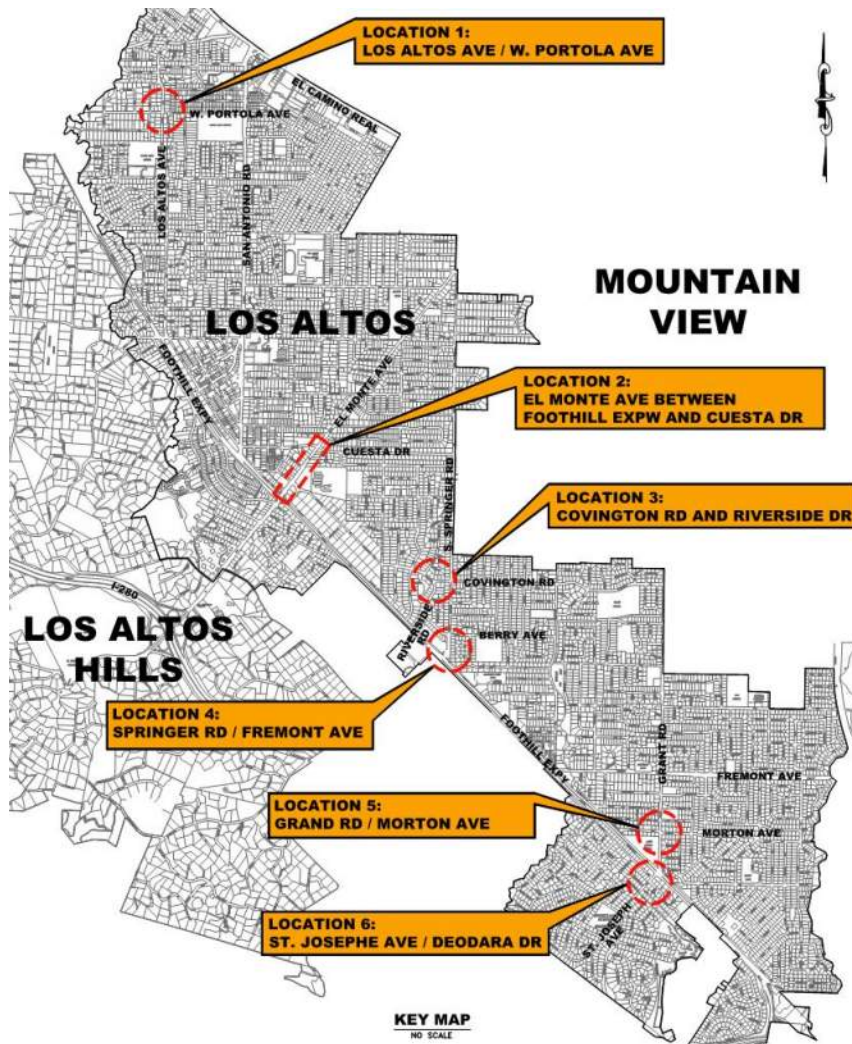 LOCATION 1:
LOS ALTOS AVE / W. PORTOLA AVE
EL CAMINO REAL
W. PORTOLA AVE
LOS ALTOS AVE
SAN ANTONIO RD
MOUNTAIN
VIEW
LOS ALTOS
FOOTHILL EXPY
EL MONTE AVE
LOCATION 2:
EL MONTE AVE BETWEEN
FOOTHILL EXPW AND CUESTA DR
CUESTA DR
S. SPRINGER RD
LOCATION 3:
COVINGTON RD AND RIVERSIDE DR
COVINGTON RD
I-280
LOS ALTOS
HILLS
RIVERSIDE
RD
BERRY AVE
LOCATION 4:
SPRINGER RD / FREMONT AVE
FOOTHILL EXPY
GRANT RD
FREMONT AVE
LOCATION 5:
GRAND RD / MORTON AVE
MORTON AVE
LOCATION 6:
ST. JOSEPHE AVE / DEODARA DR
ST. JOSEPH
AVE
KEY MAP
NO SCALE